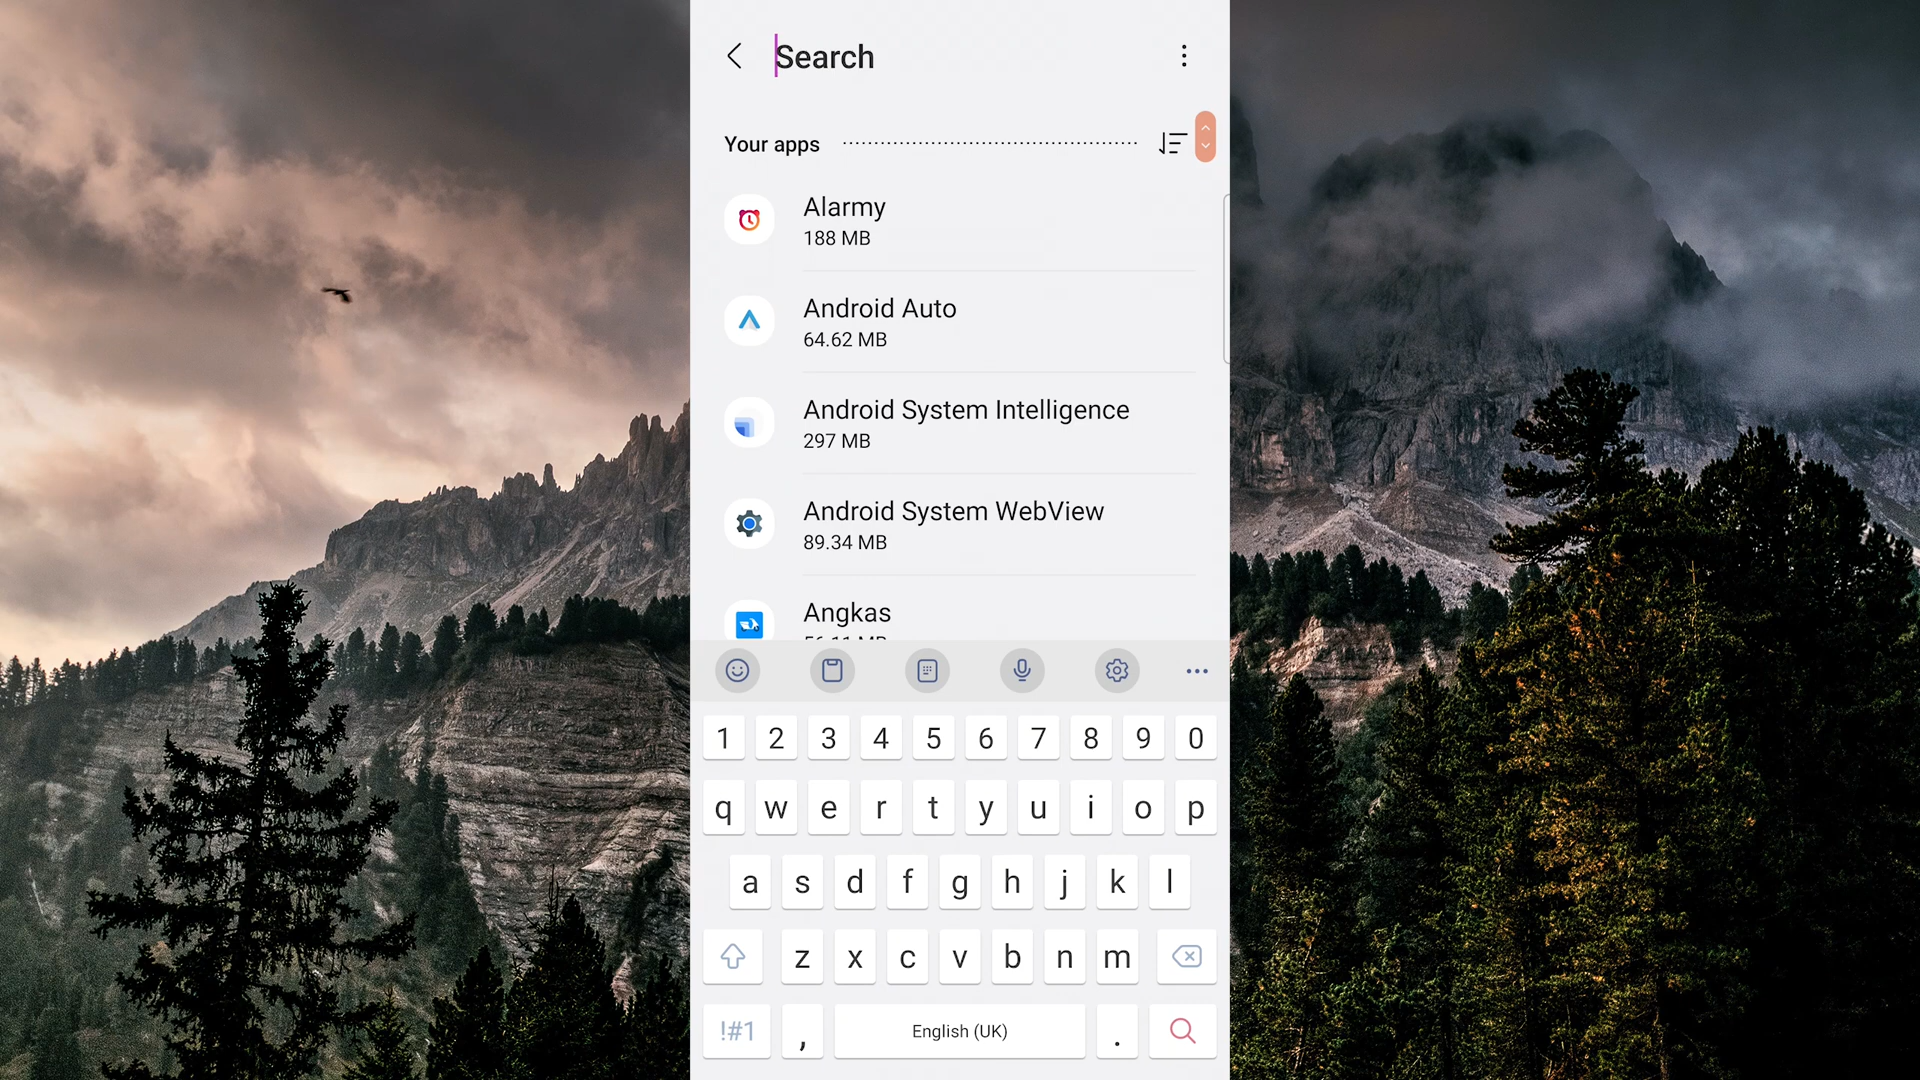 Search
Your apps
Alarmy
188 MB
Android Auto
64.62 MB
Android System Intelligence
297 MB
Android System WebView
89.34 MB
Angkas
1 2 3 4 5 6 7 8 9 0
q w e r t y u i o p
a s d f g h j k l
z x c v b n m
!#1 , English (UK) .